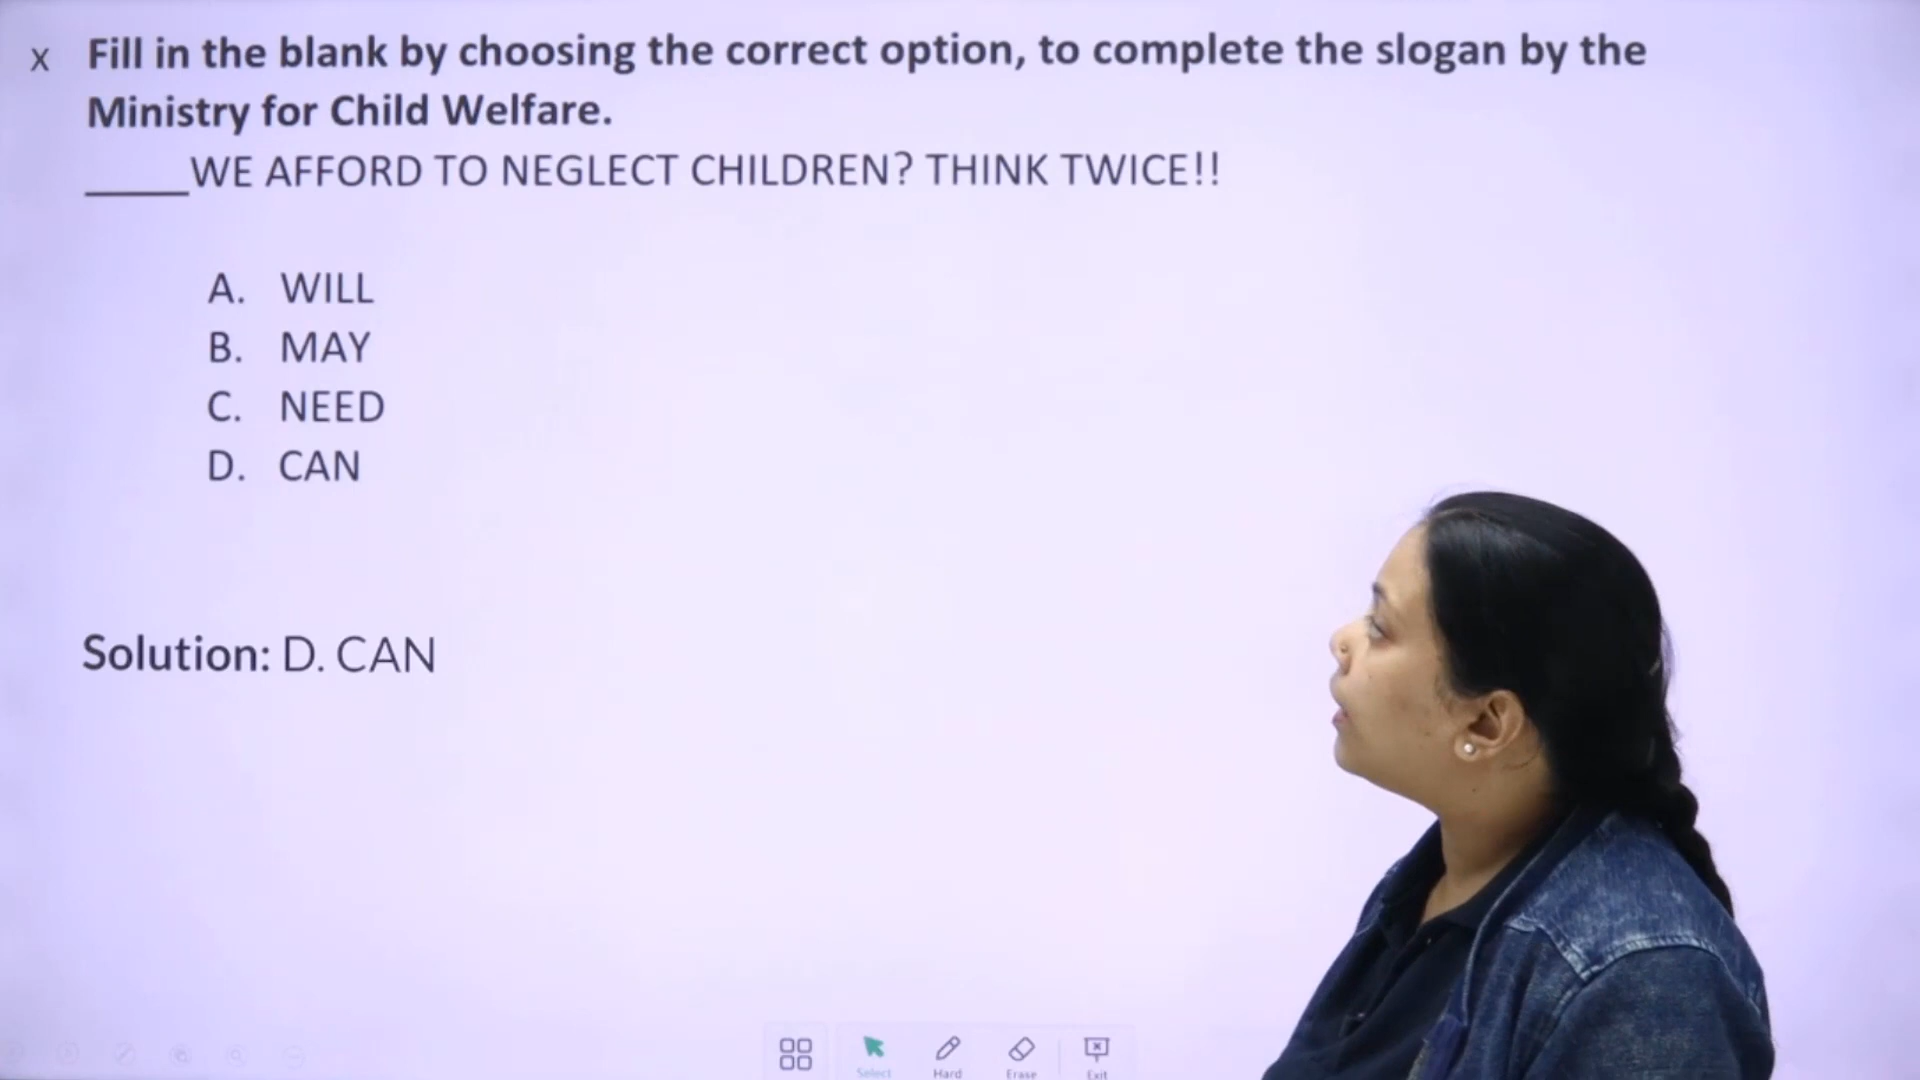 x Fill in the blank by choosing the correct option, to complete the slogan by the
Ministry for Child Welfare.
_____WE AFFORD TO NEGLECT CHILDREN? THINK TWICE!!
A. WILL
B. MAY
C. NEED
D. CAN
Solution: D. CAN
Select Hard Erase Exit